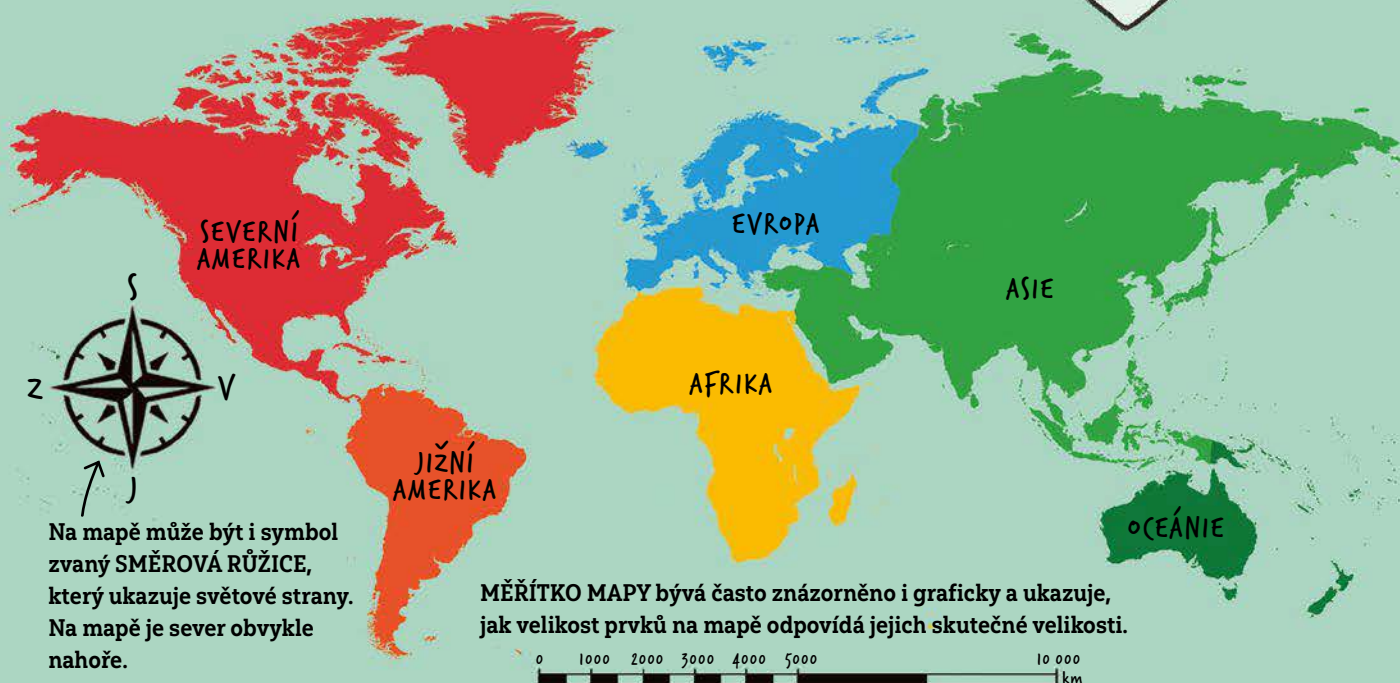 SEVERNÍ
AMERIKA
EVROPA
ASIE
S
Z
V
J
AFRIKA
JIŽNÍ
AMERIKA
OCEÁNIE
Na mapě může být i symbol
zvaný SMĚROVÁ RŮŽICE,
který ukazuje světové strany.
Na mapě je sever obvykle
nahoře.
MĚŘÍTKO MAPY bývá často znázorněno i graficky a ukazuje,
jak velikost prvků na mapě odpovídá jejich skutečné velikosti.
0 1000 2000 3000 4000 5000 10 000
km